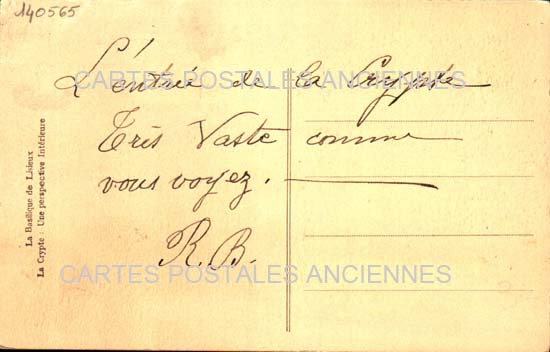 140565
L'entrée de la Crypte
Très Vaste comme
vous voyez.
R. B.
La Basilique de Lisieux
La Crypte : Une perspective Intérieure
CARTES POSTALES ANCIENNES
CARTES POSTALES ANCIENNES